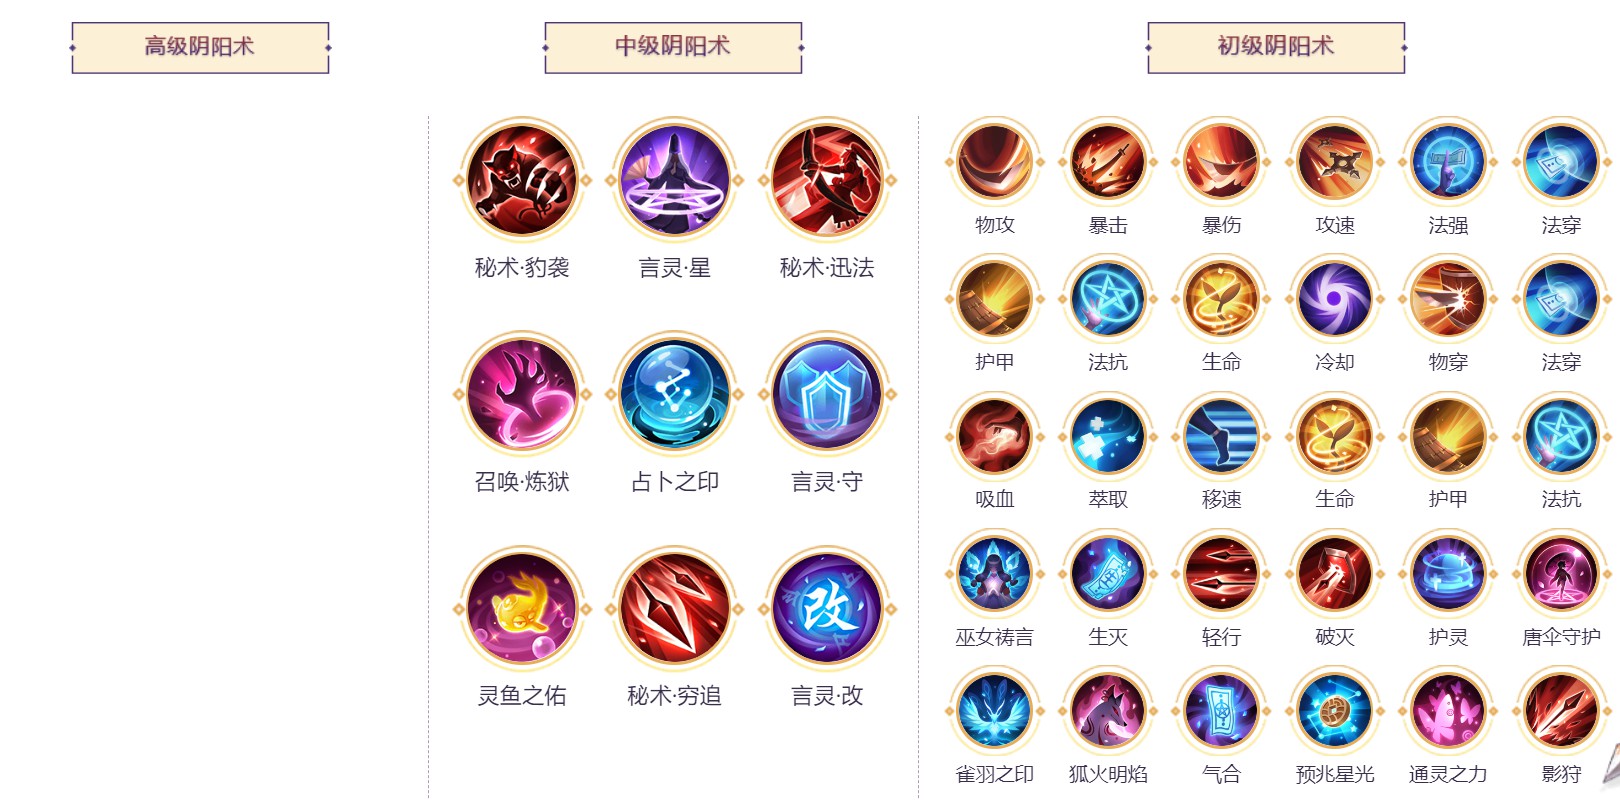 高级阴阳术
中级阴阳术
初级阴阳术
秘术·豹袭
言灵·星
秘术·迅法
召唤·炼狱
占卜之印
言灵·守
改
灵鱼之佑
秘术·穷追
言灵·改
物攻
暴击
暴伤
攻速
法强
法穿
护甲
法抗
生命
冷却
物穿
法穿
吸血
萃取
移速
生命
护甲
法抗
巫女祷言
生灭
轻行
破灭
护灵
唐伞守护
雀羽之印
狐火明焰
气合
预兆星光
通灵之力
影狩